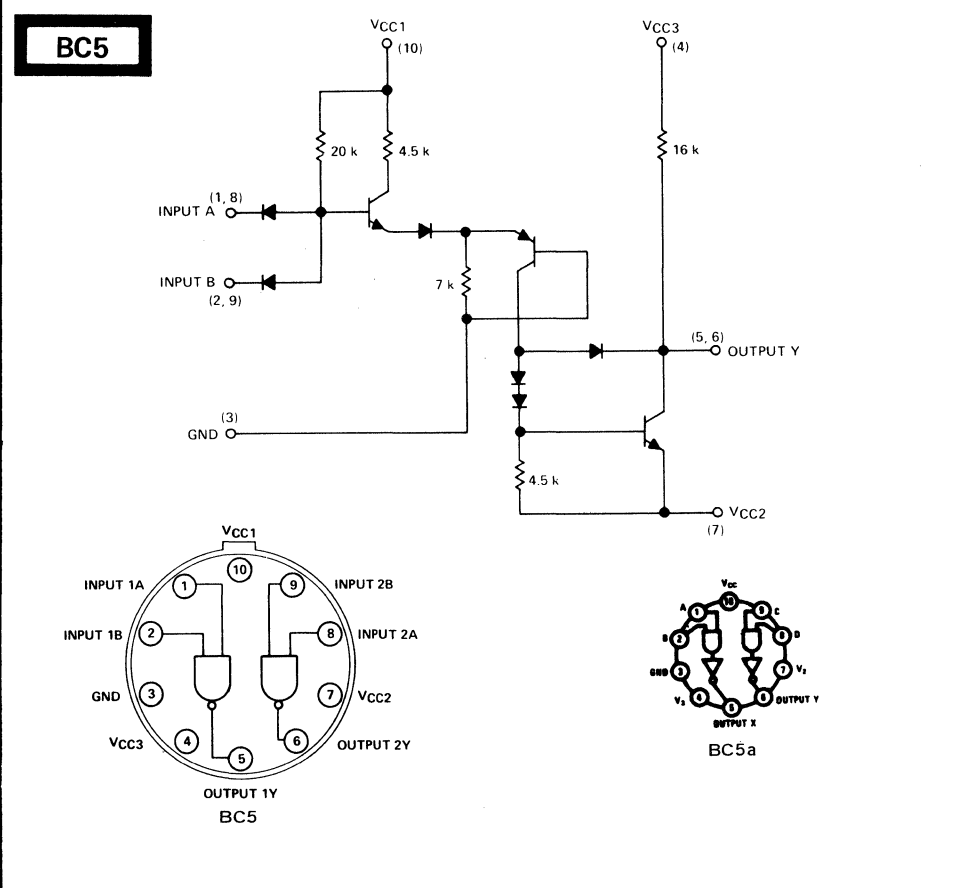 BC5
VCC1
(10)
VCC3
(4)
20 k
4.5 k
16 k
INPUT A
(1, 8)
INPUT B
(2, 9)
7 k
(5, 6)
OUTPUT Y
GND
(3)
4.5 k
VCC2
(7)
VCC1
10
INPUT 1A
1
9
INPUT 2B
INPUT 1B
2
8
INPUT 2A
GND
3
7
VCC2
VCC3
4
6
OUTPUT 2Y
5
OUTPUT 1Y
BC5
VCC
10
A
1
9
C
B
2
8
D
GND
3
7
V2
V3
4
6
OUTPUT Y
5
OUTPUT X
BC5a